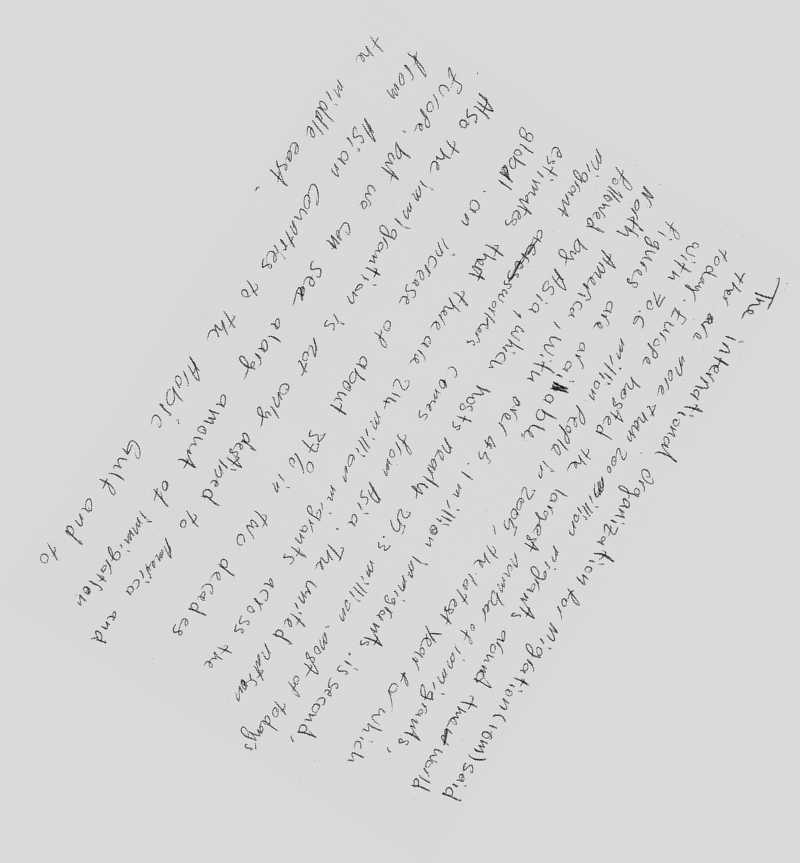 The international organization for migration (iom) said
Ther are more than 200 million migrants around the world
today. Europe hosted the largest number of immigrants,
with 70.6 million people in 2005, the latest year for which
figures are available.
North America, with over 45.1 million immigrants. is second,
followed by Asia, which hosts nearly 25.3 million. most of today,s
migrant workers comes from Asia. The united nation
estimates that there are 214 million migrants across the
global. an increase of about 37% in two decades
Also the immigrantion is not only destined to America and
Europe, but we can see alarg amount of immigration
from Asian Countries to the Arabic Gulf and to
the middle east.